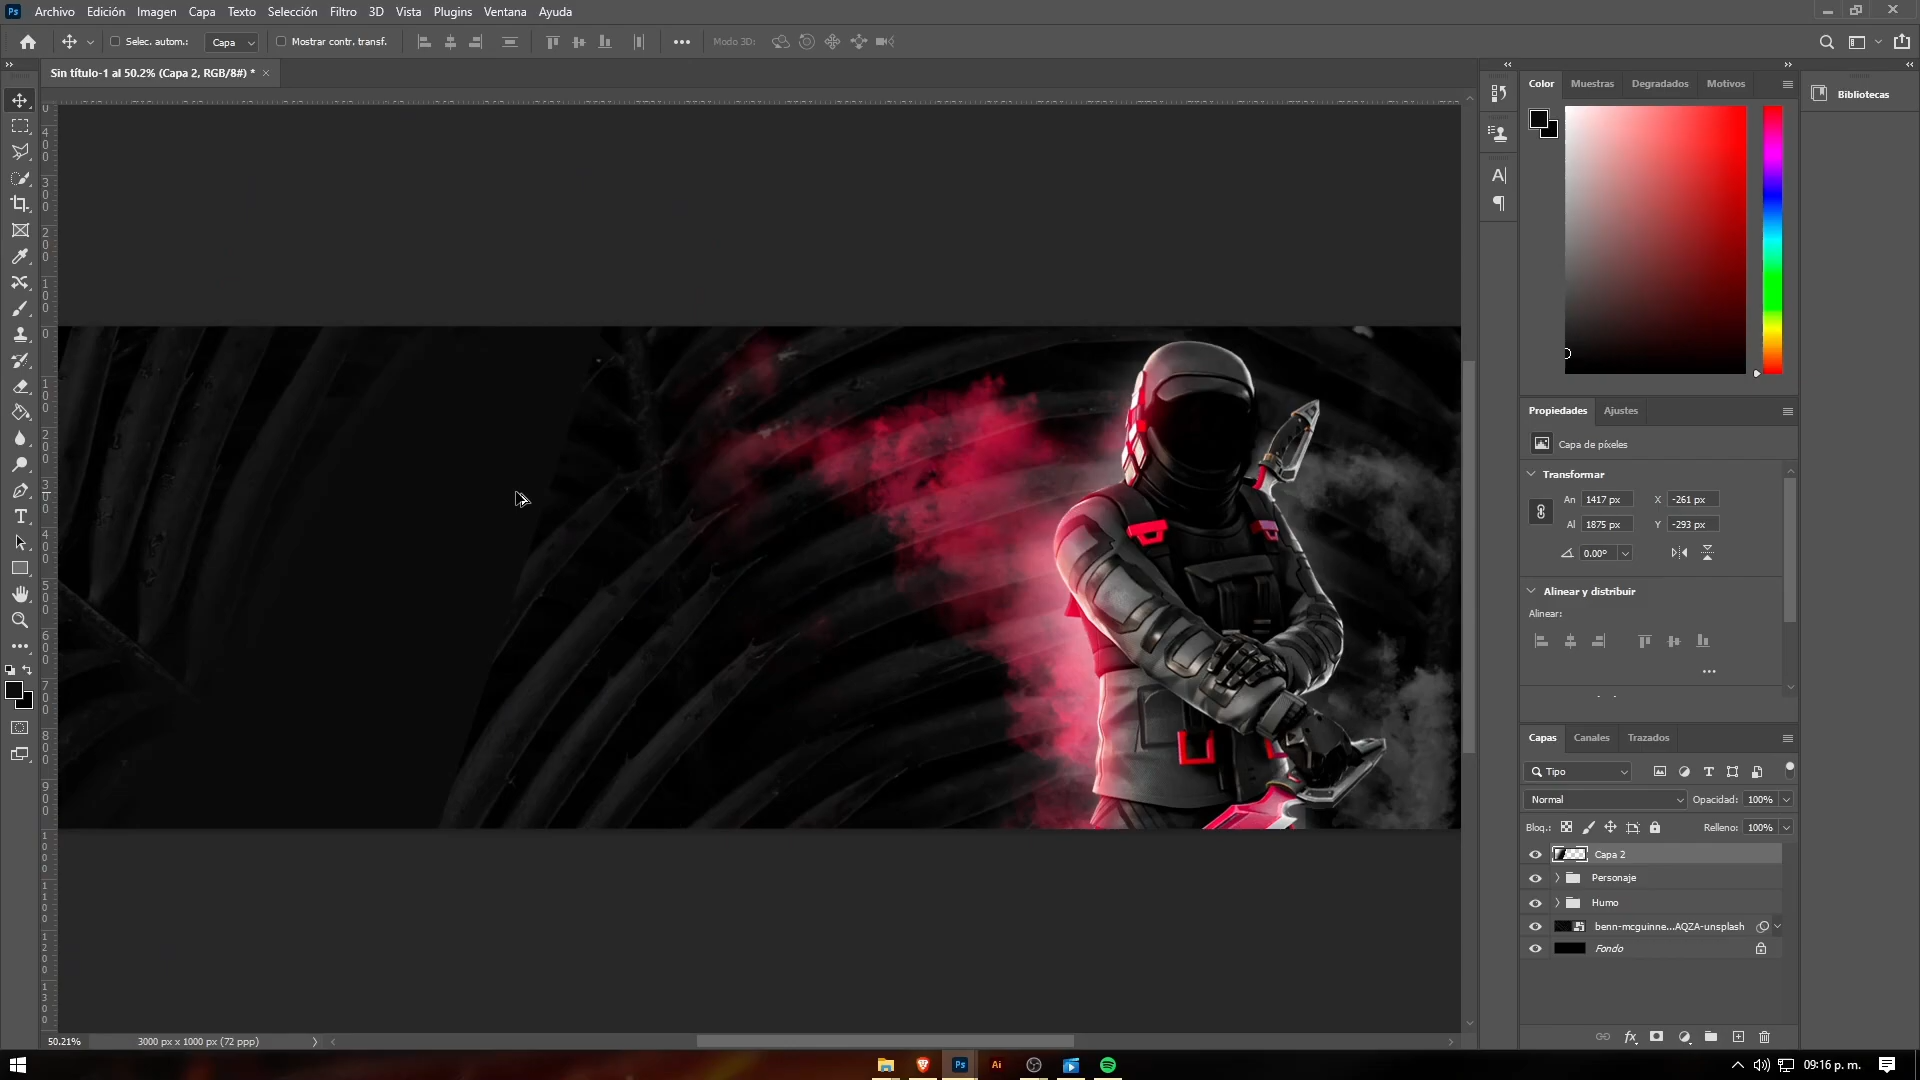 Ps Archivo Edición Imagen Capa Texto Selección Filtro 3D Vista Plugins Ventana Ayuda
Selec. autom.: Capa Mostrar contr. transf. Modo 3D:
Sin título-1 al 50.2% (Capa 2, RGB/8#) *
Color Muestras Degradados Motivos
Bibliotecas
Propiedades Ajustes
Capa de píxeles
Transformar
An 1417 px X -261 px
Al 1875 px Y -293 px
0.00°
Alinear y distribuir
Alinear:
Capas Canales Trazados
Tipo
Normal Opacidad: 100%
Bloq.: Relleno: 100%
Capa 2
Personaje
Humo
benn-mcguinne...AQZA-unsplash
Fondo
50.21% 3000 px x 1000 px (72 ppp)
Ps Ai 09:16 p. m.